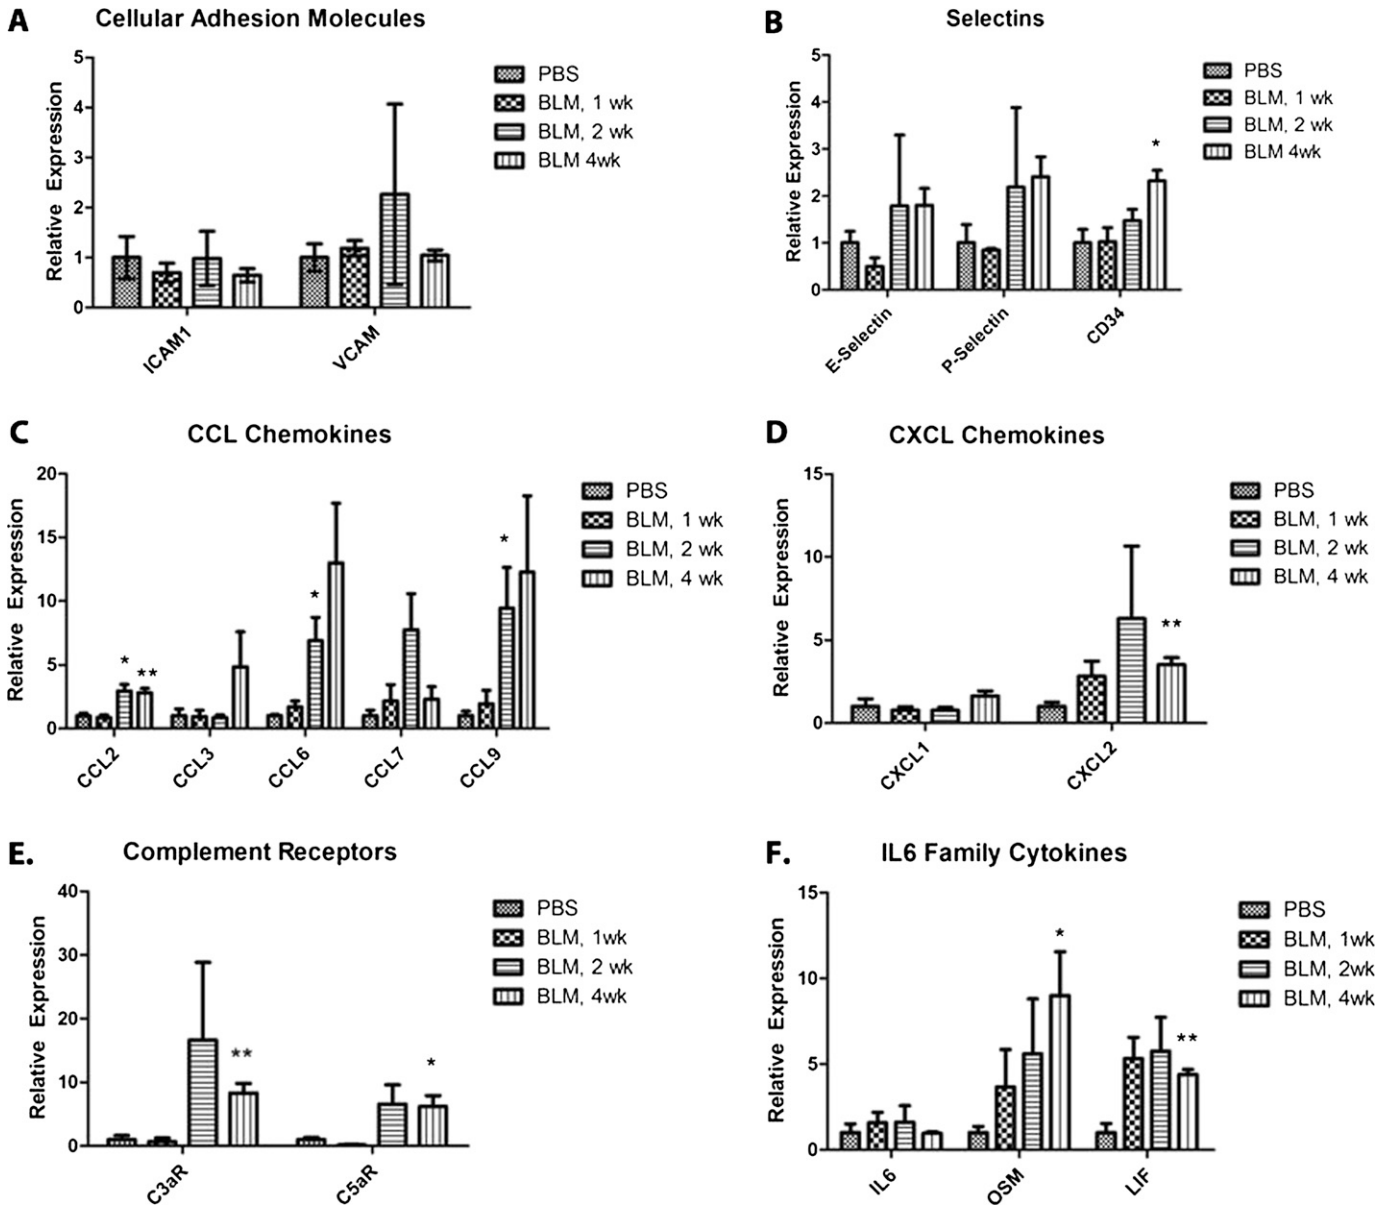 A
Cellular Adhesion Molecules
Relative Expression
5
4
3
2
1
0
ICAM1
VCAM
PBS
BLM, 1 wk
BLM, 2 wk
BLM 4wk
B
Selectins
Relative Expression
5
4
3
2
1
0
*
E-Selectin
P-Selectin
CD34
PBS
BLM, 1 wk
BLM, 2 wk
BLM 4wk
C
CCL Chemokines
Relative Expression
20
15
10
5
0
*
**
*
*
CCL2
CCL3
CCL6
CCL7
CCL9
PBS
BLM, 1 wk
BLM, 2 wk
BLM, 4 wk
D
CXCL Chemokines
Relative Expression
15
10
5
0
**
CXCL1
CXCL2
PBS
BLM, 1 wk
BLM, 2 wk
BLM, 4 wk
E.
Complement Receptors
Relative Expression
40
30
20
10
0
**
*
C3aR
C5aR
PBS
BLM, 1wk
BLM, 2 wk
BLM, 4wk
F.
IL6 Family Cytokines
Relative Expression
15
10
5
0
*
**
IL6
OSM
LIF
PBS
BLM, 1wk
BLM, 2wk
BLM, 4wk